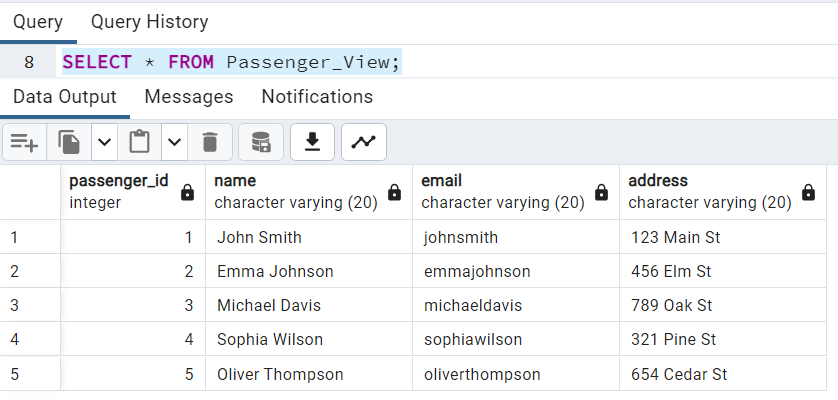 Query Query History
8 SELECT * FROM Passenger_View;
Data Output Messages Notifications
passenger_id name email address
integer character varying (20) character varying (20) character varying (20)
1 1 John Smith johnsmith 123 Main St
2 2 Emma Johnson emmajohnson 456 Elm St
3 3 Michael Davis michaeldavis 789 Oak St
4 4 Sophia Wilson sophiawilson 321 Pine St
5 5 Oliver Thompson oliverthompson 654 Cedar St